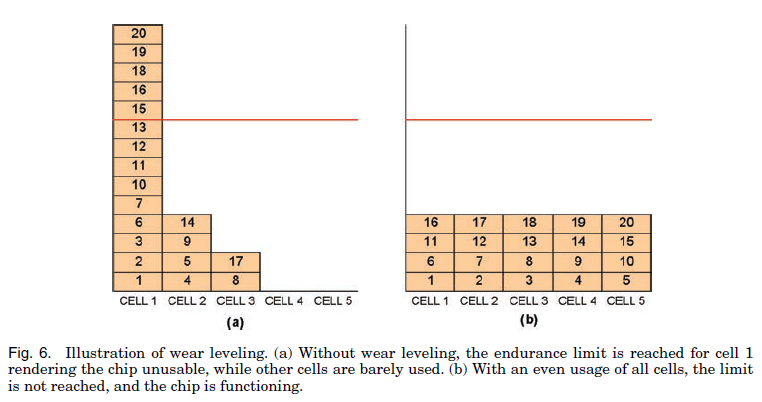 20
19
18
16
15
13
12
11
10
7
6 14
3 9
2 5 17
1 4 8
CELL 1 CELL 2 CELL 3 CELL 4 CELL 5
(a)
16 17 18 19 20
11 12 13 14 15
6 7 8 9 10
1 2 3 4 5
CELL 1 CELL 2 CELL 3 CELL 4 CELL 5
(b)
Fig. 6. Illustration of wear leveling. (a) Without wear leveling, the endurance limit is reached for cell 1
rendering the chip unusable, while other cells are barely used. (b) With an even usage of all cells, the limit
is not reached, and the chip is functioning.